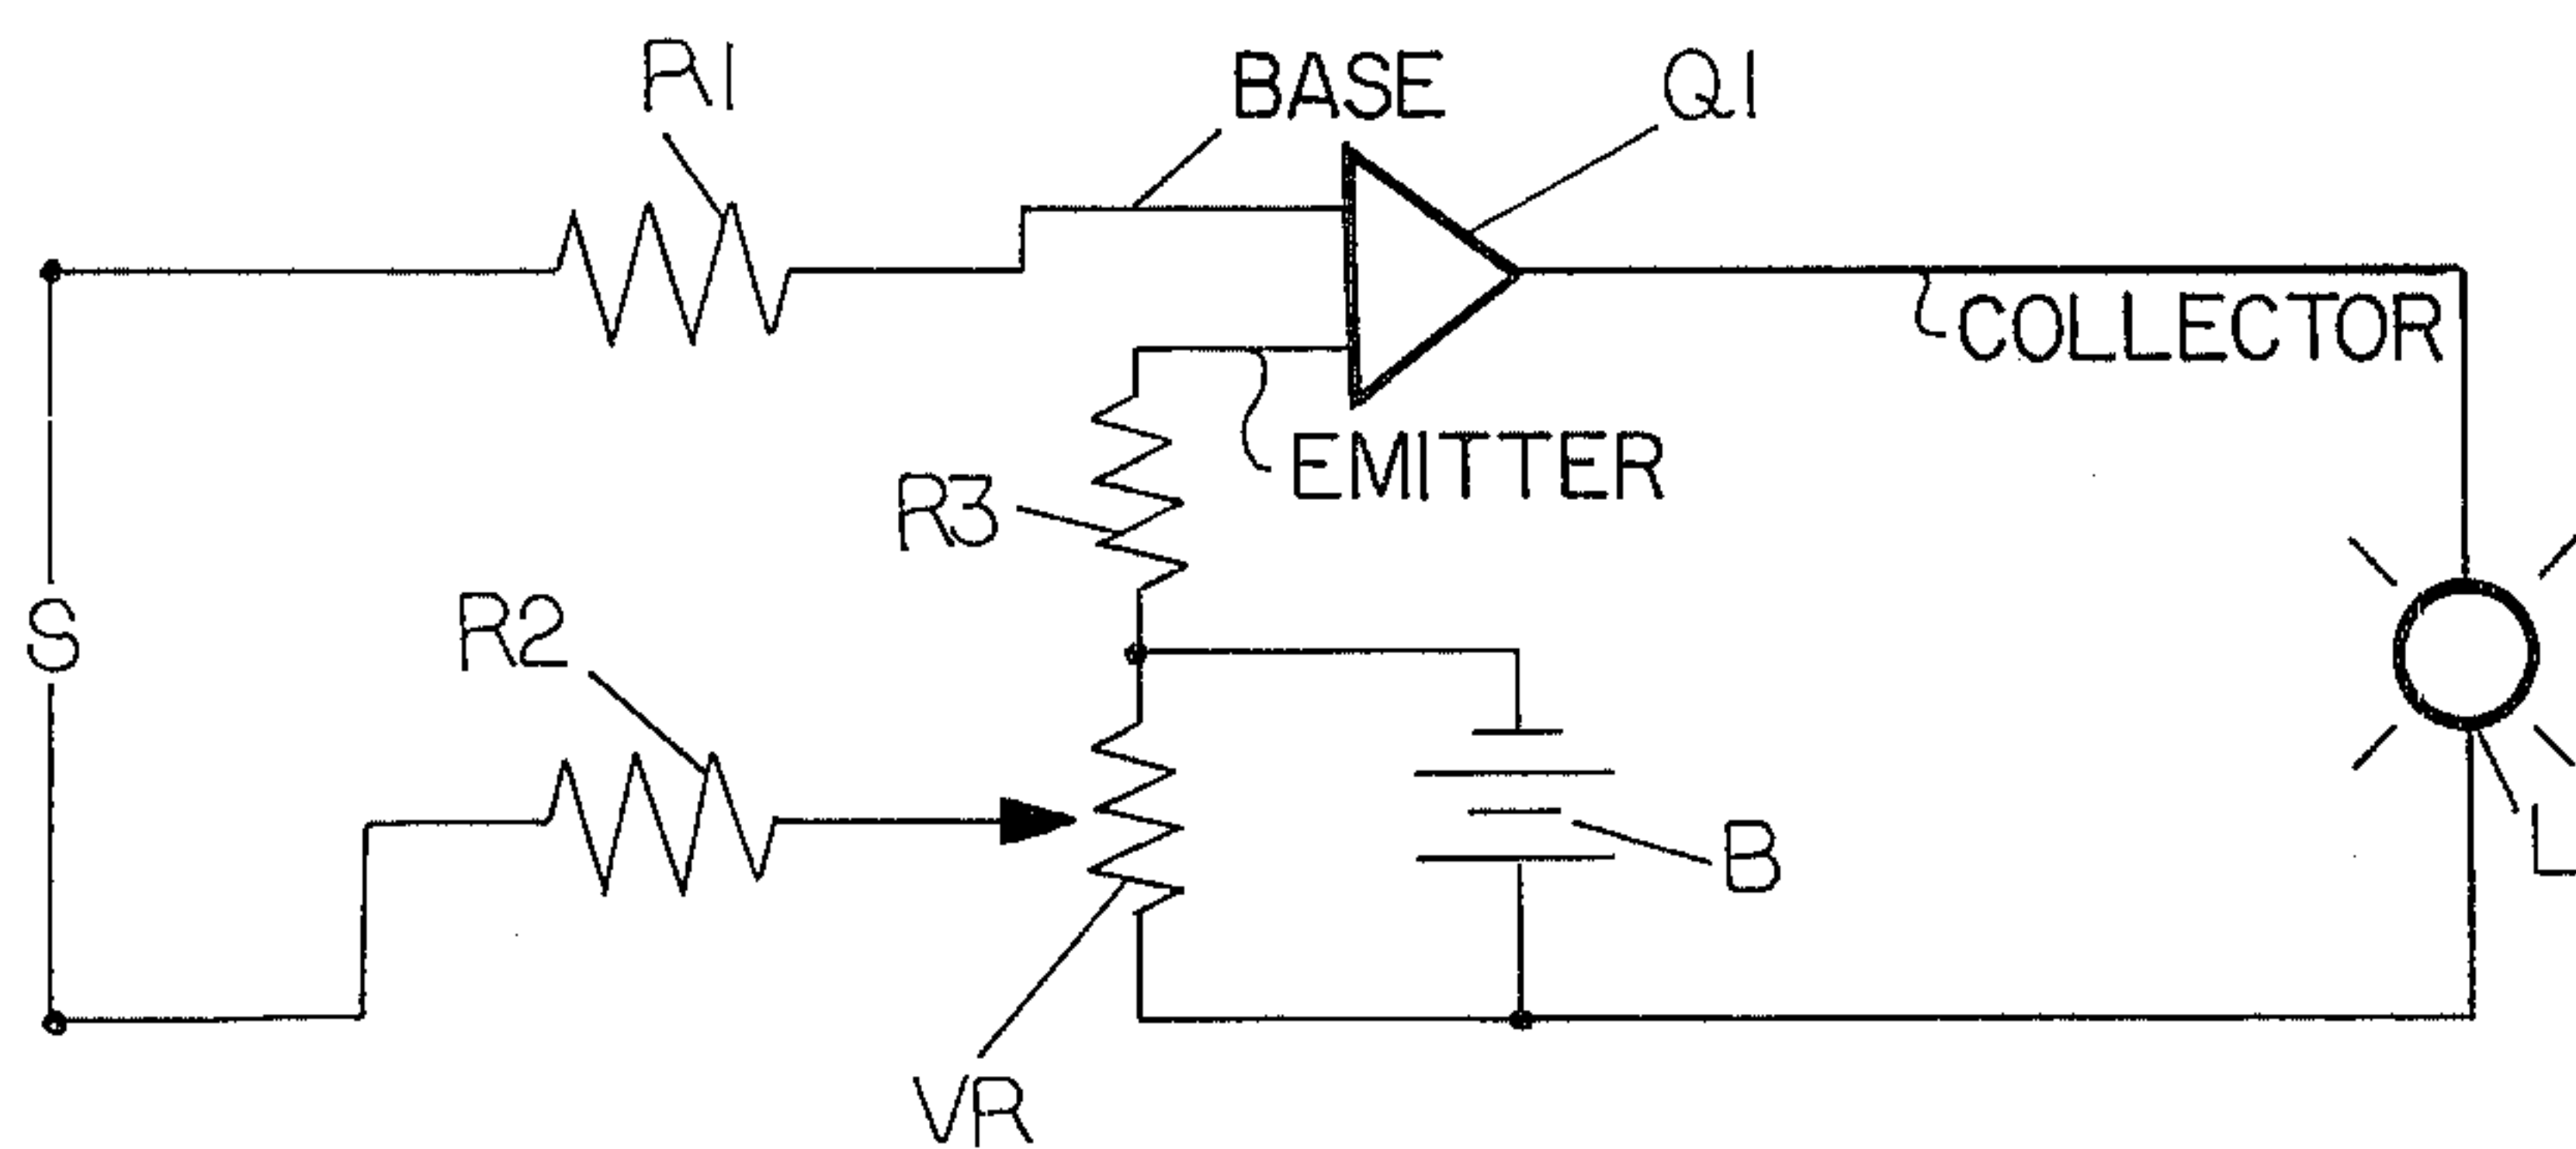 R1
BASE
Q1
COLLECTOR
EMITTER
R3
S
R2
B
L
VR